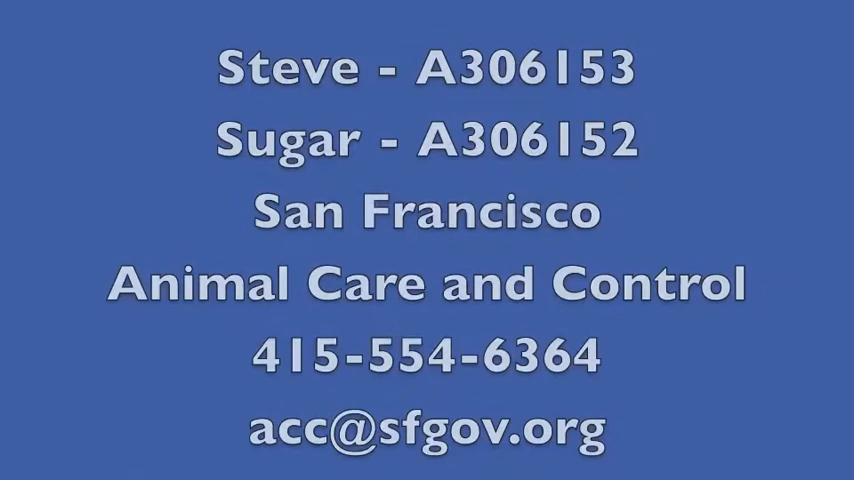 Steve - A306153
Sugar - A306152
San Francisco
Animal Care and Control
415-554-6364
acc@sfgov.org